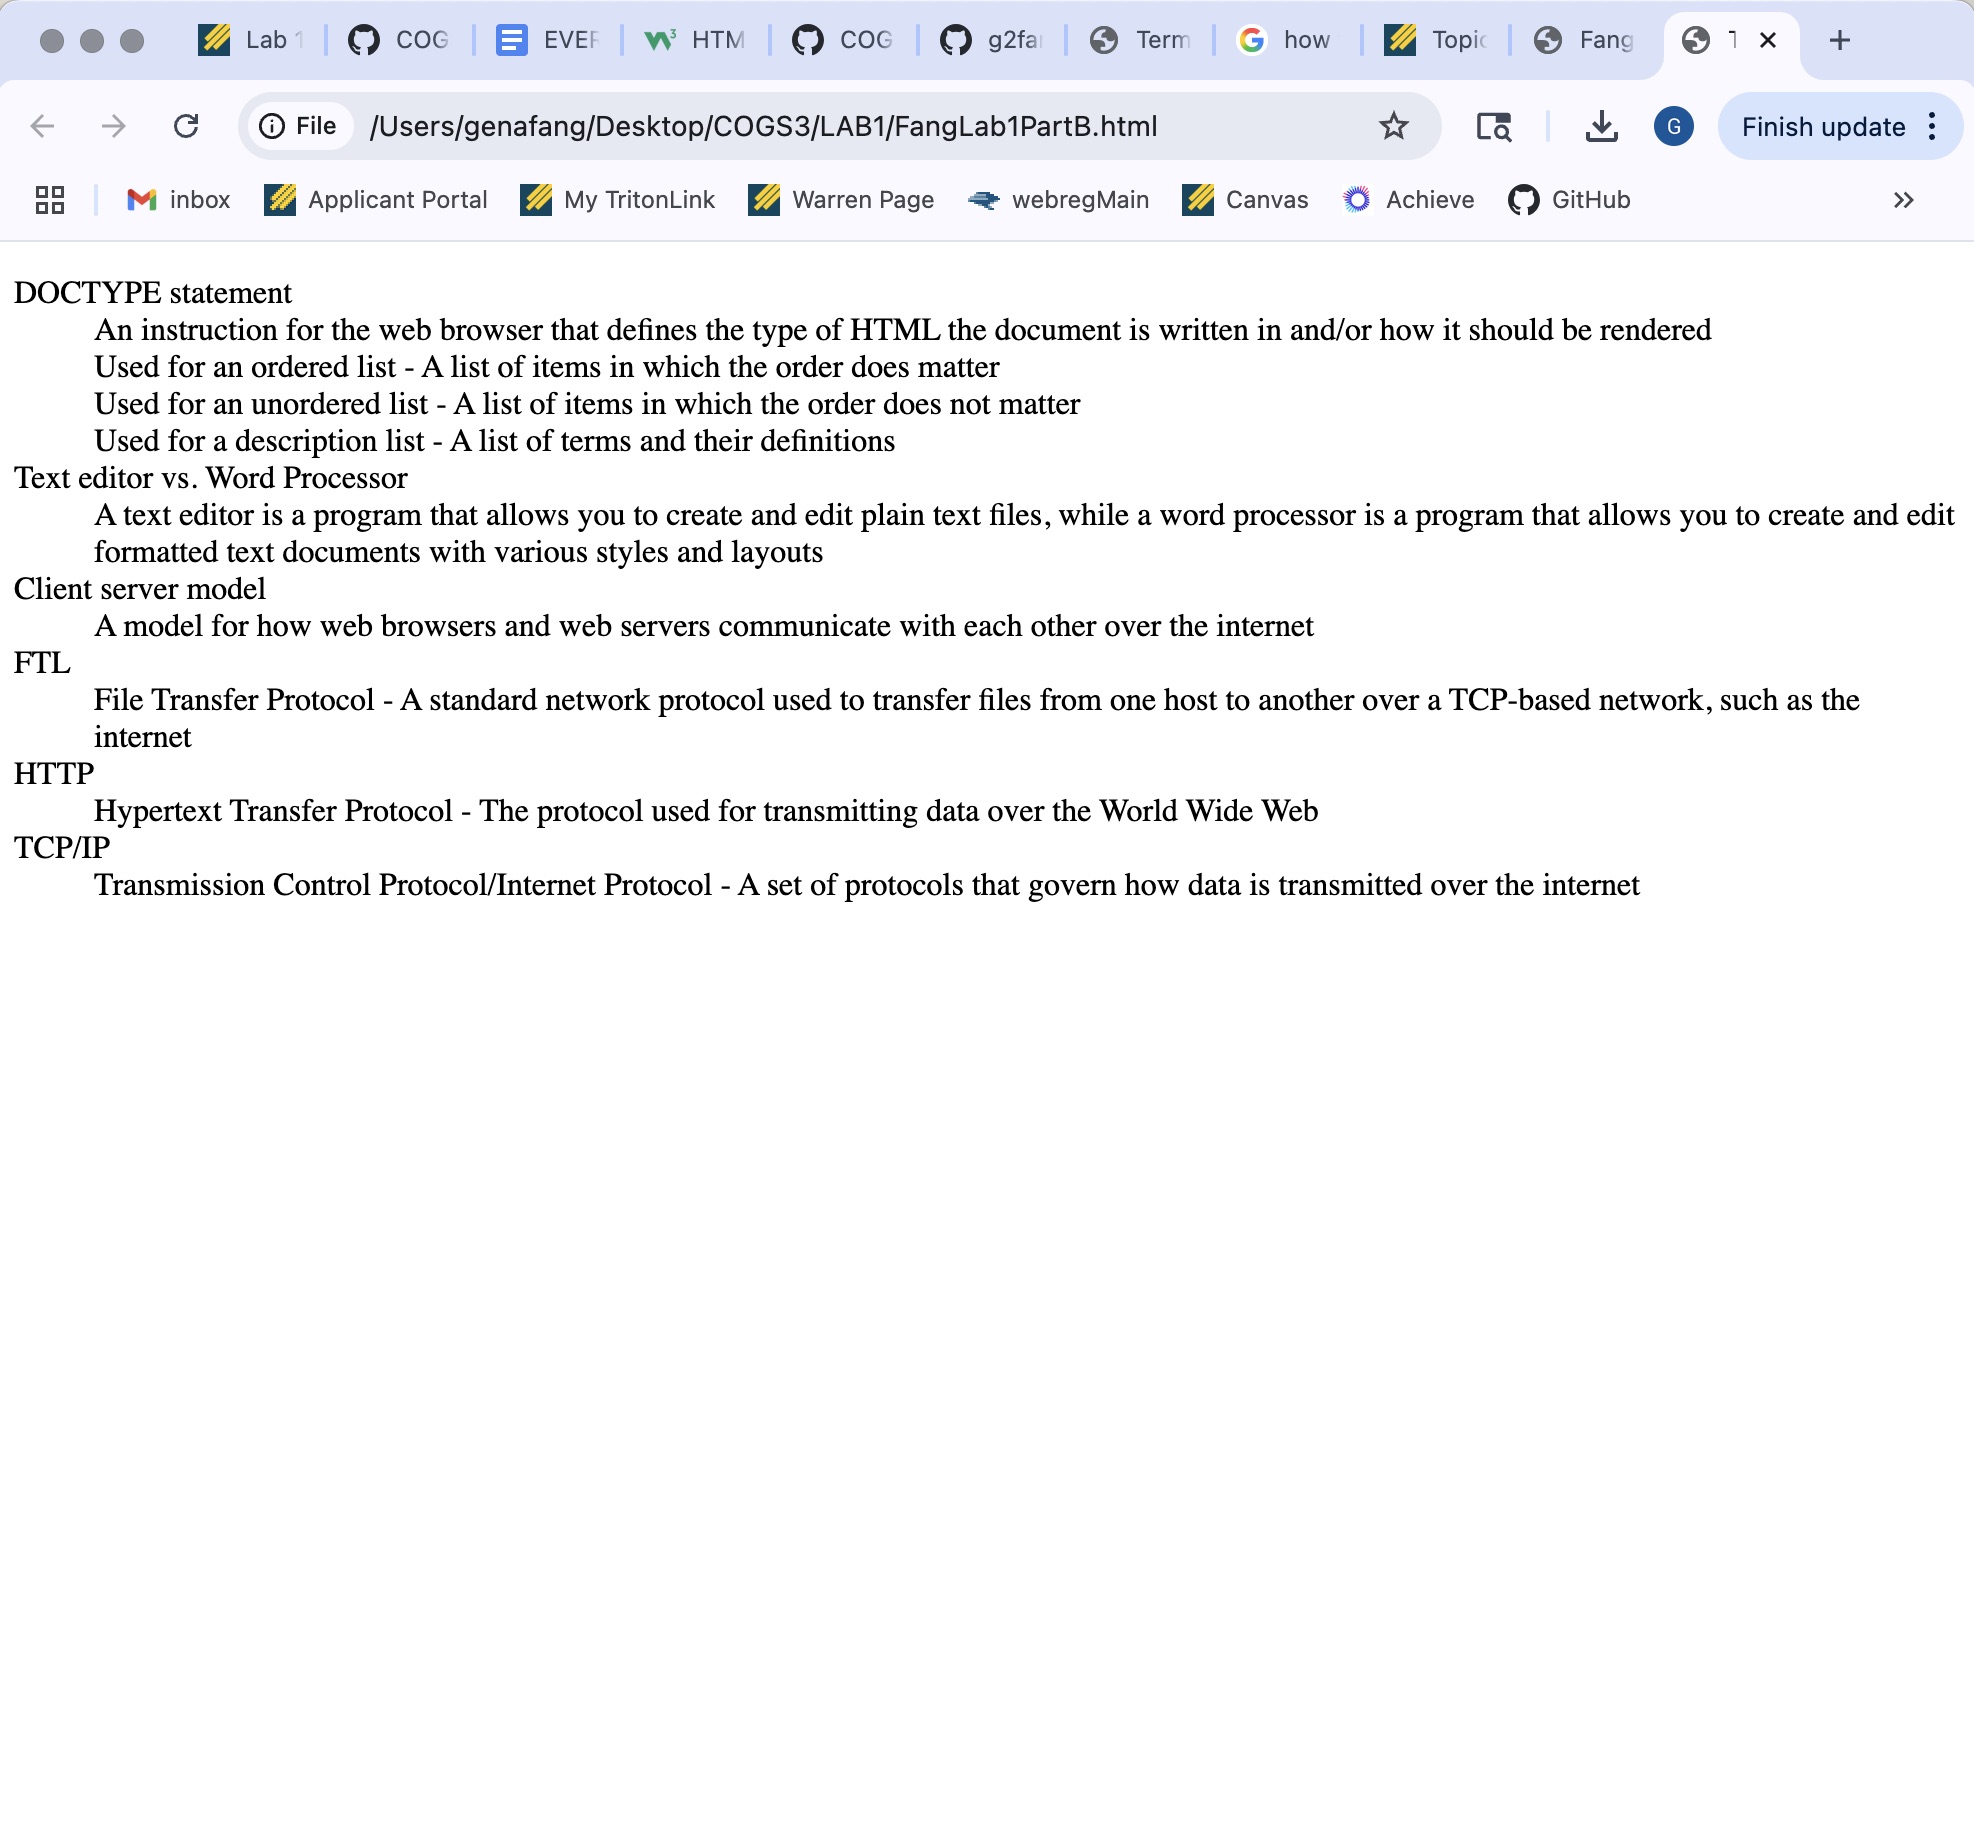 Lab 1
COG
EVER
HTM
COG
g2fa
Term
how
Topic
Fang
File
/Users/genafang/Desktop/COGS3/LAB1/FangLab1PartB.html
G
Finish update
inbox
Applicant Portal
My TritonLink
Warren Page
webregMain
Canvas
Achieve
GitHub
DOCTYPE statement
An instruction for the web browser that defines the type of HTML the document is written in and/or how it should be rendered
Used for an ordered list - A list of items in which the order does matter
Used for an unordered list - A list of items in which the order does not matter
Used for a description list - A list of terms and their definitions
Text editor vs. Word Processor
A text editor is a program that allows you to create and edit plain text files, while a word processor is a program that allows you to create and edit
formatted text documents with various styles and layouts
Client server model
A model for how web browsers and web servers communicate with each other over the internet
FTL
File Transfer Protocol - A standard network protocol used to transfer files from one host to another over a TCP-based network, such as the
internet
HTTP
Hypertext Transfer Protocol - The protocol used for transmitting data over the World Wide Web
TCP/IP
Transmission Control Protocol/Internet Protocol - A set of protocols that govern how data is transmitted over the internet